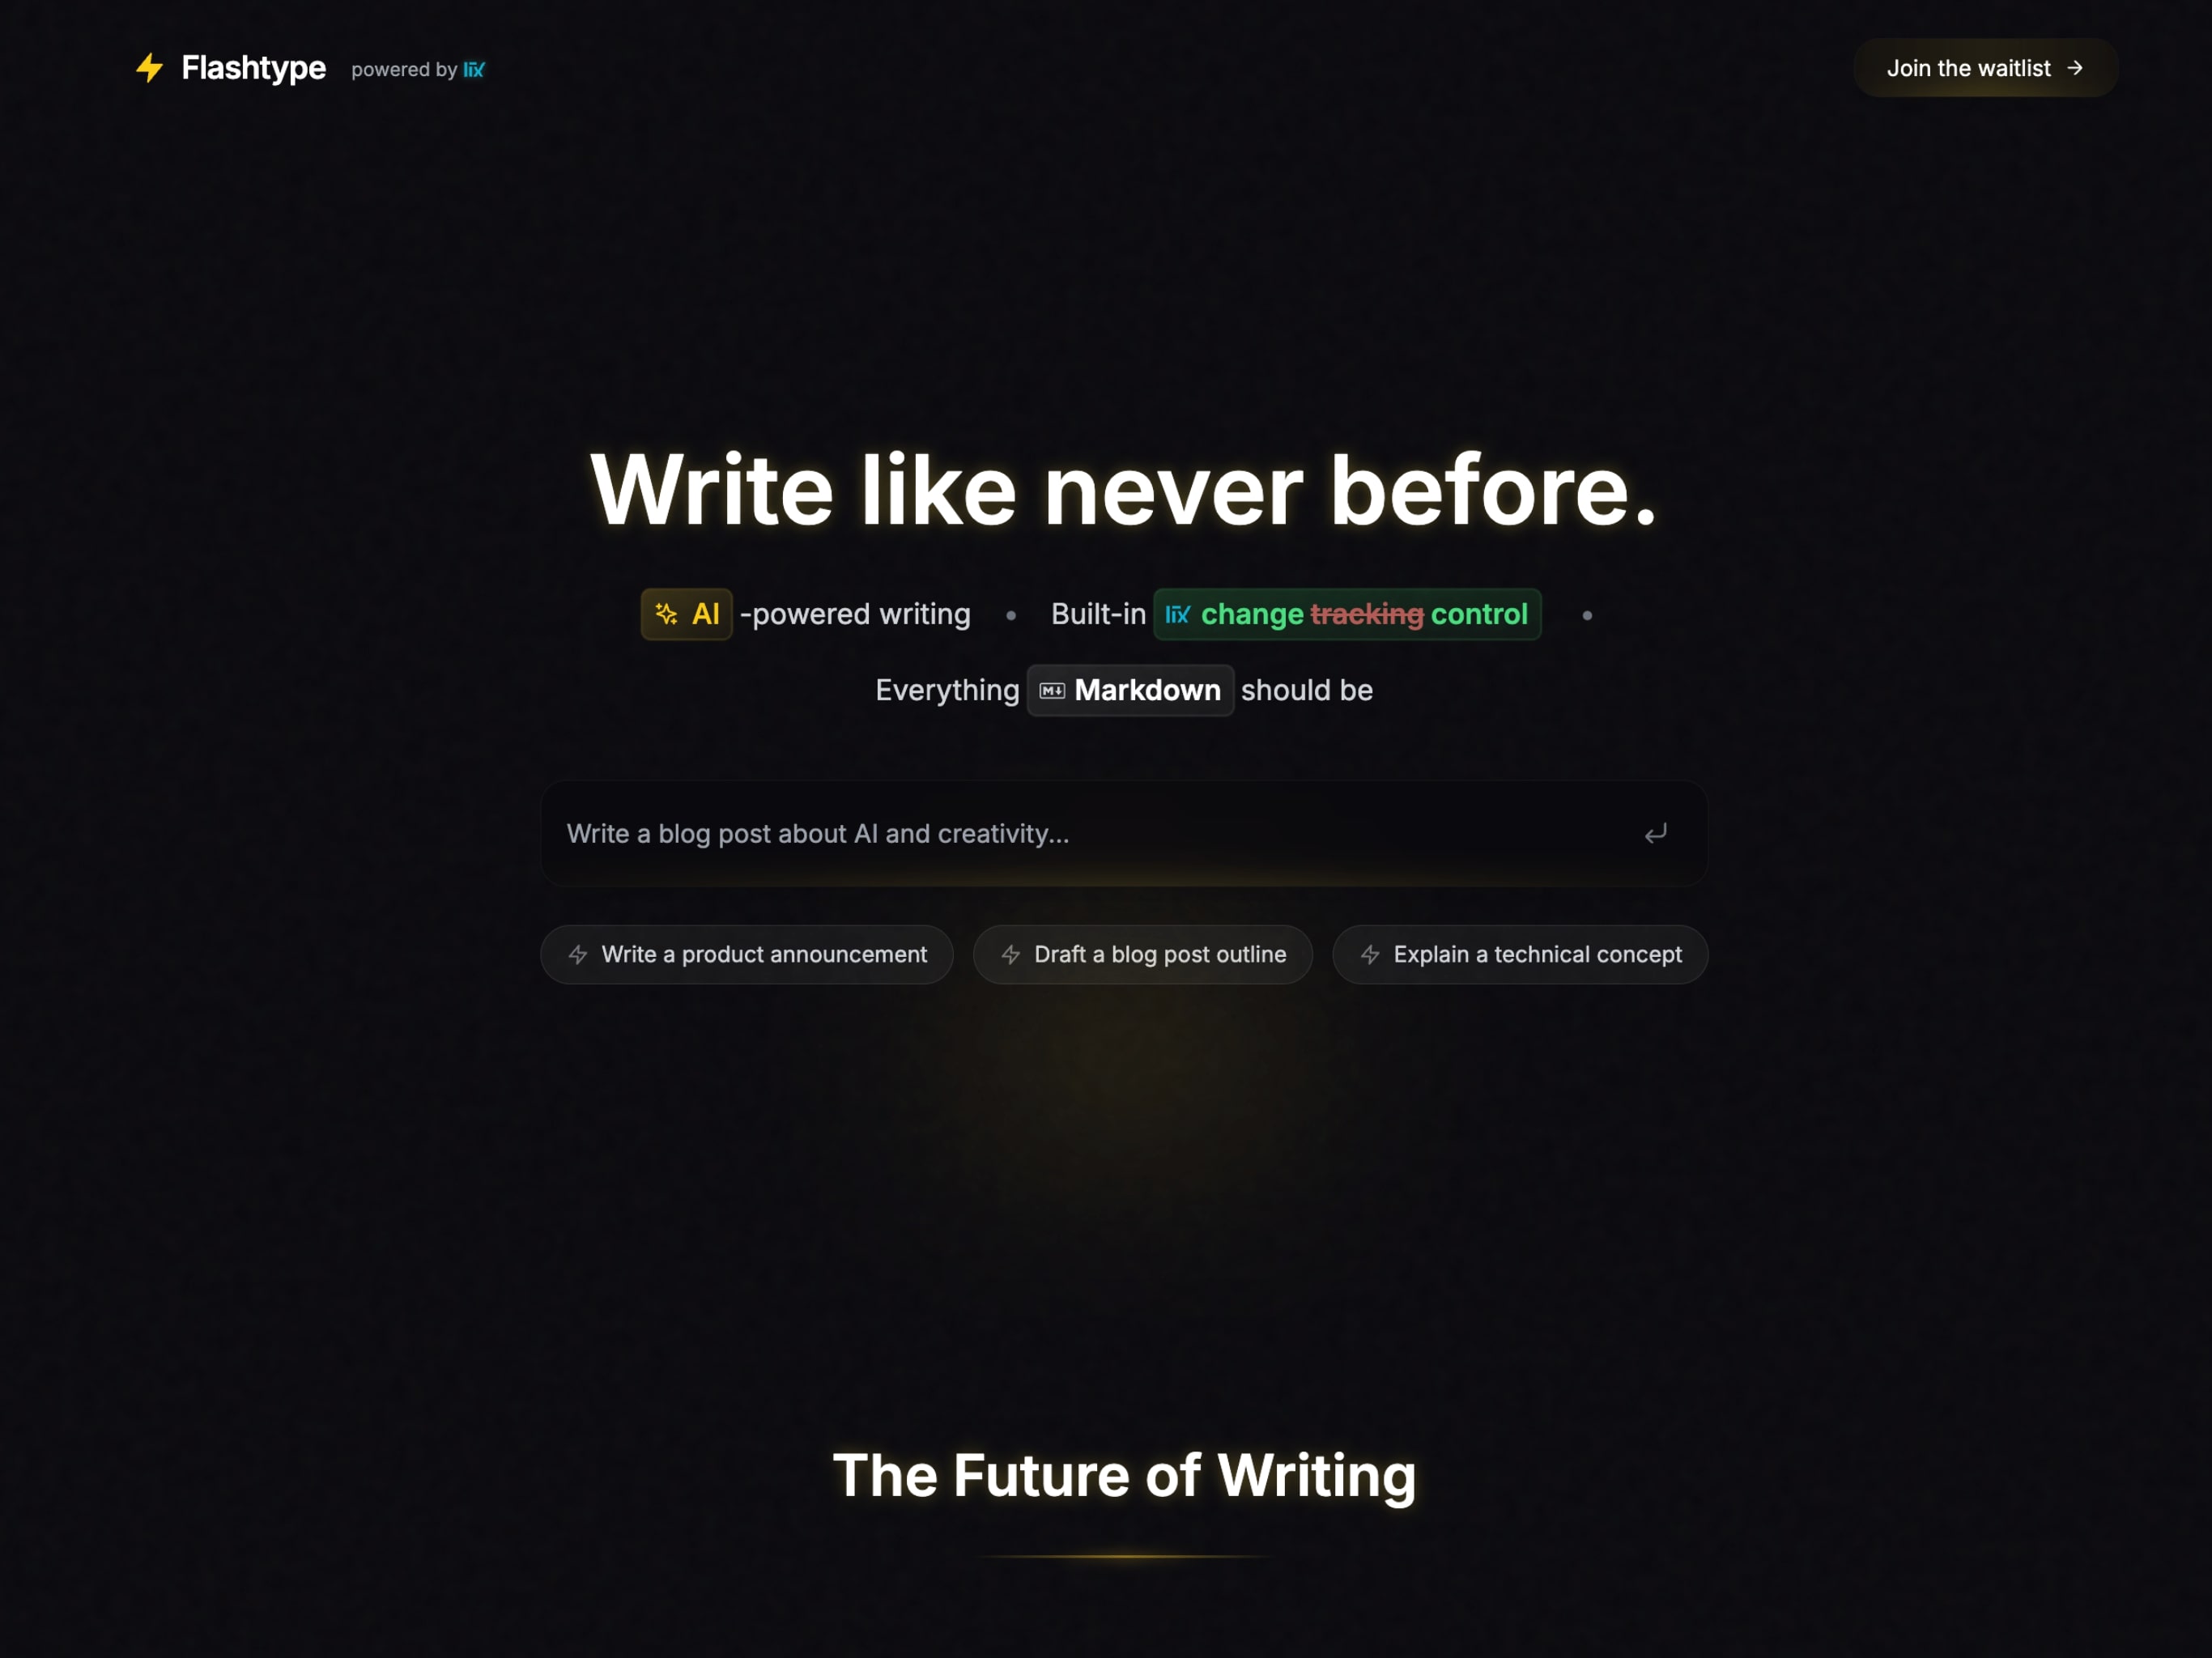 Flashtype powered by lix Join the waitlist →
Write like never before.
AI -powered writing • Built-in lix change tracking control •
Everything M↓ Markdown should be
Write a blog post about AI and creativity...
Write a product announcement Draft a blog post outline Explain a technical concept
The Future of Writing